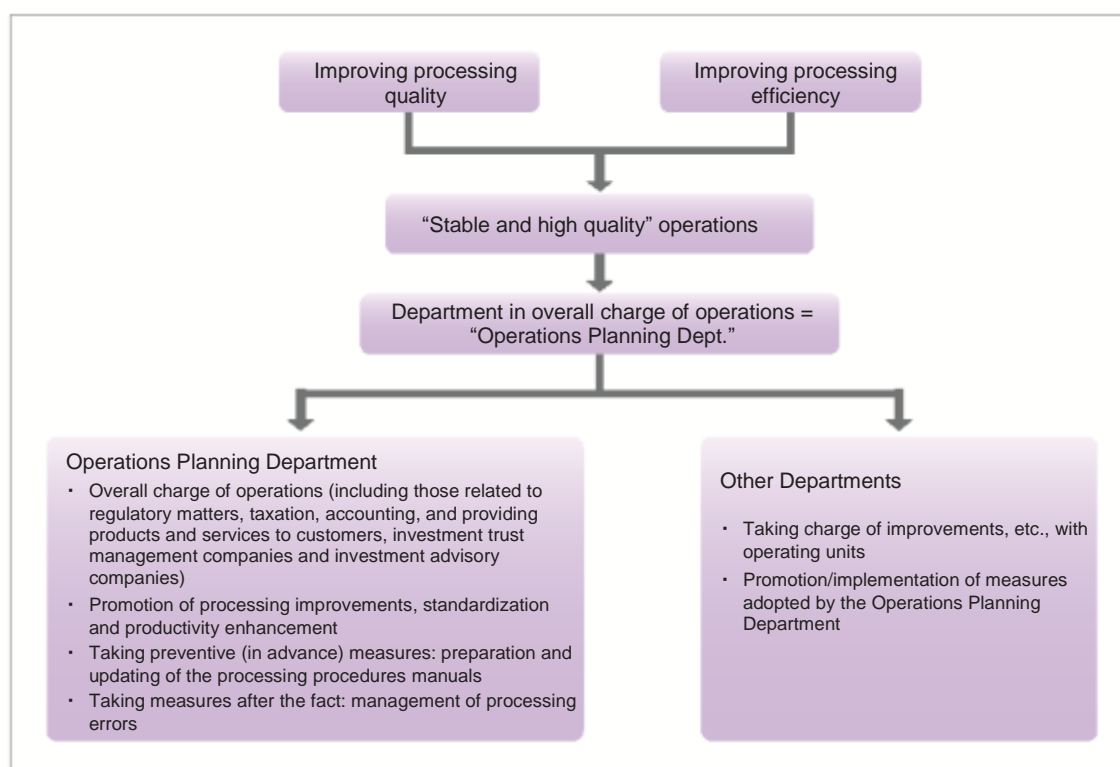 Improving processing
quality
Improving processing
efficiency
“Stable and high quality” operations
Department in overall charge of operations =
“Operations Planning Dept.”
Operations Planning Department
・ Overall charge of operations (including those related to
regulatory matters, taxation, accounting, and providing
products and services to customers, investment trust
management companies and investment advisory
companies)
・ Promotion of processing improvements, standardization
and productivity enhancement
・ Taking preventive (in advance) measures: preparation and
updating of the processing procedures manuals
・ Taking measures after the fact: management of processing
errors
Other Departments
・ Taking charge of improvements, etc., with
operating units
・ Promotion/implementation of measures
adopted by the Operations Planning
Department